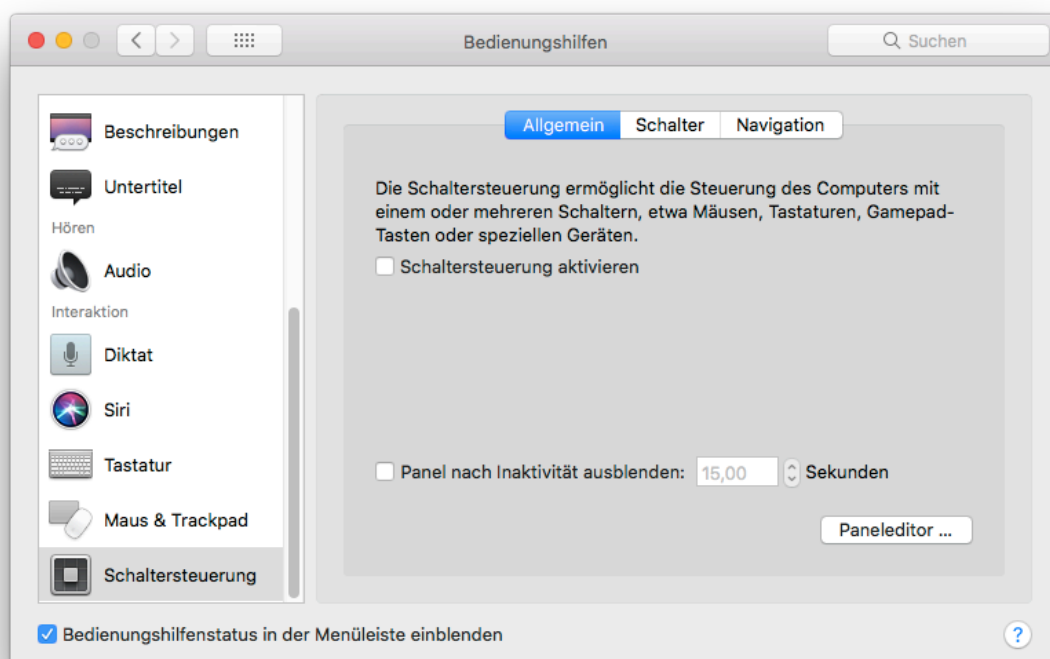 Bedienungshilfen
Suchen
Beschreibungen
Untertitel
Hören
Audio
Interaktion
Diktat
Siri
Tastatur
Maus & Trackpad
Schaltersteuerung
Allgemein
Schalter
Navigation
Die Schaltersteuerung ermöglicht die Steuerung des Computers mit
einem oder mehreren Schaltern, etwa Mäusen, Tastaturen, Gamepad-
Tasten oder speziellen Geräten.
Schaltersteuerung aktivieren
Panel nach Inaktivität ausblenden: 15,00 Sekunden
Paneleditor ...
Bedienungshilfenstatus in der Menüleiste einblenden
?